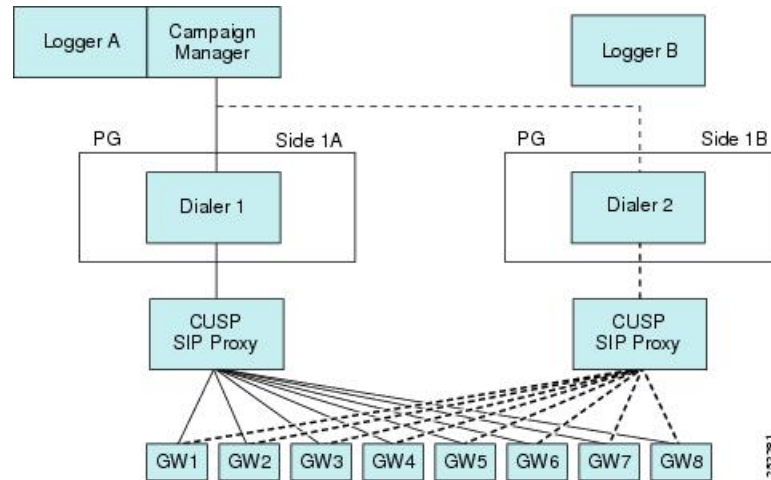 Logger A
Campaign
Manager
Logger B
PG
Side 1A
PG
Side 1B
Dialer 1
Dialer 2
CUSP
SIP Proxy
CUSP
SIP Proxy
GW1
GW2
GW3
GW4
GW5
GW6
GW7
GW8